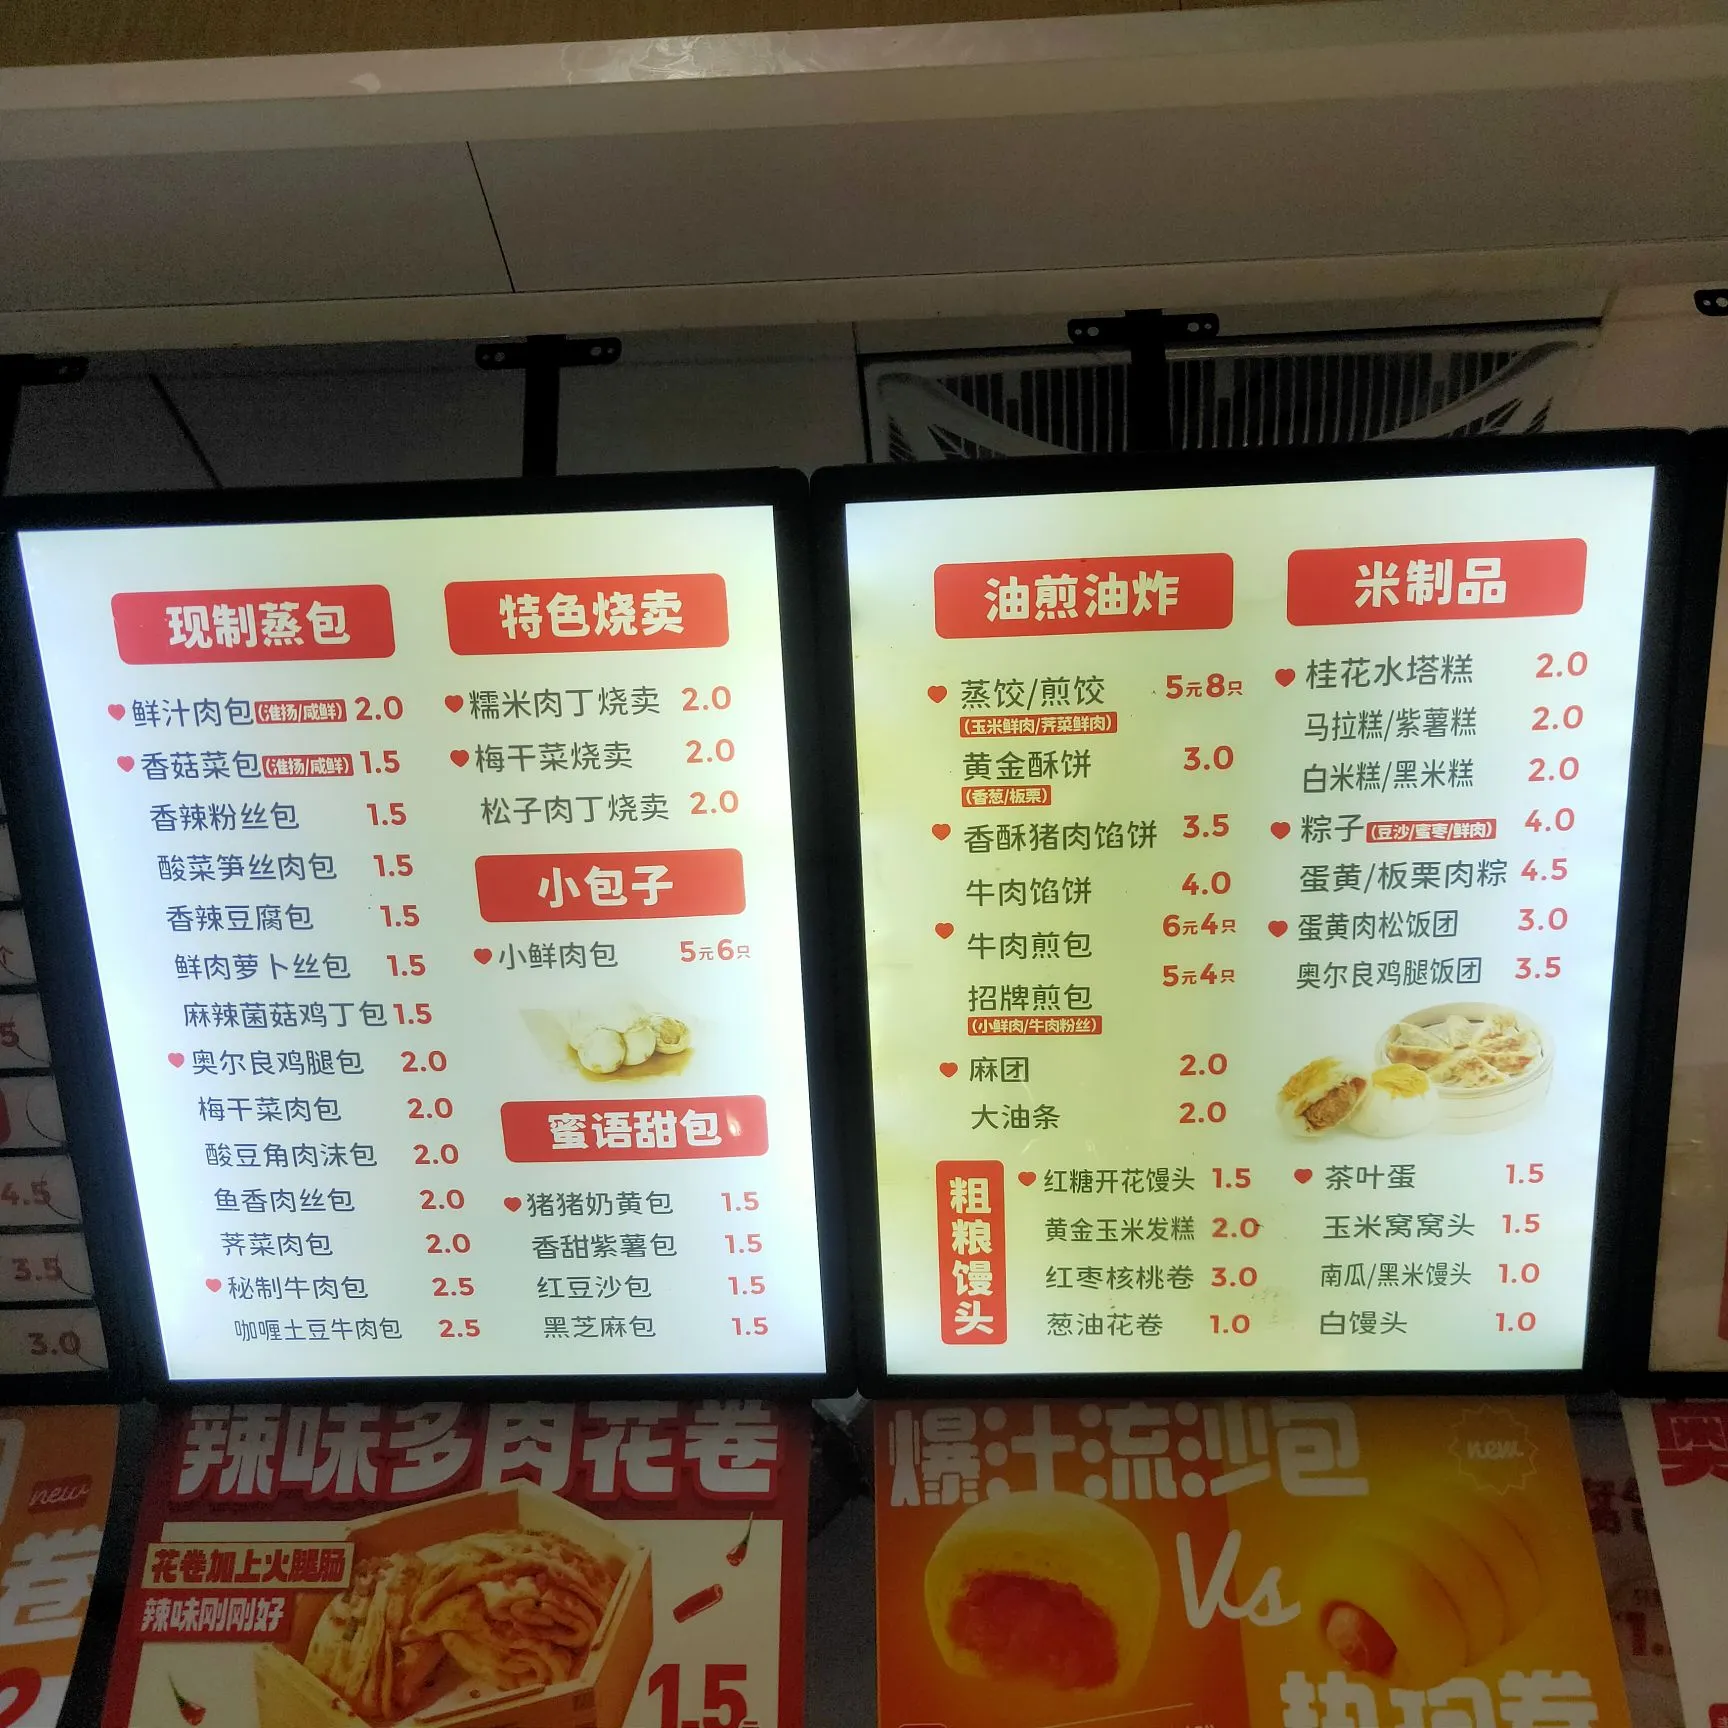 现制蒸包
鲜汁肉包(淮扬/咸鲜) 2.0
香菇菜包(淮扬/咸鲜) 1.5
香辣粉丝包 1.5
酸菜笋丝肉包 1.5
香辣豆腐包 1.5
鲜肉萝卜丝包 1.5
麻辣菌菇鸡丁包 1.5
奥尔良鸡腿包 2.0
梅干菜肉包 2.0
酸豆角肉沫包 2.0
鱼香肉丝包 2.0
荠菜肉包 2.0
秘制牛肉包 2.5
咖喱土豆牛肉包 2.5
特色烧卖
糯米肉丁烧卖 2.0
梅干菜烧卖 2.0
松子肉丁烧卖 2.0
小包子
小鲜肉包 5元6只
蜜语甜包
猪猪奶黄包 1.5
香甜紫薯包 1.5
红豆沙包 1.5
黑芝麻包 1.5
油煎油炸
蒸饺/煎饺 5元8只
(玉米鲜肉/荠菜鲜肉)
黄金酥饼 3.0
(香葱/板栗)
香酥猪肉馅饼 3.5
牛肉馅饼 4.0
牛肉煎包 6元4只
招牌煎包 5元4只
(小鲜肉/牛肉粉丝)
麻团 2.0
大油条 2.0
米制品
桂花水塔糕 2.0
马拉糕/紫薯糕 2.0
白米糕/黑米糕 2.0
粽子(豆沙/蜜枣/鲜肉) 4.0
蛋黄/板栗肉粽 4.5
蛋黄肉松饭团 3.0
奥尔良鸡腿饭团 3.5
粗粮馒头
红糖开花馒头 1.5
黄金玉米发糕 2.0
红枣核桃卷 3.0
葱油花卷 1.0
茶叶蛋 1.5
玉米窝窝头 1.5
南瓜/黑米馒头 1.0
白馒头 1.0
4.5
3.5
3.0
new
卷
辣味多肉花卷
花卷加上火腿肠
辣味刚刚好
1.5
爆汁流沙包
new
Vs
热狗卷
奥